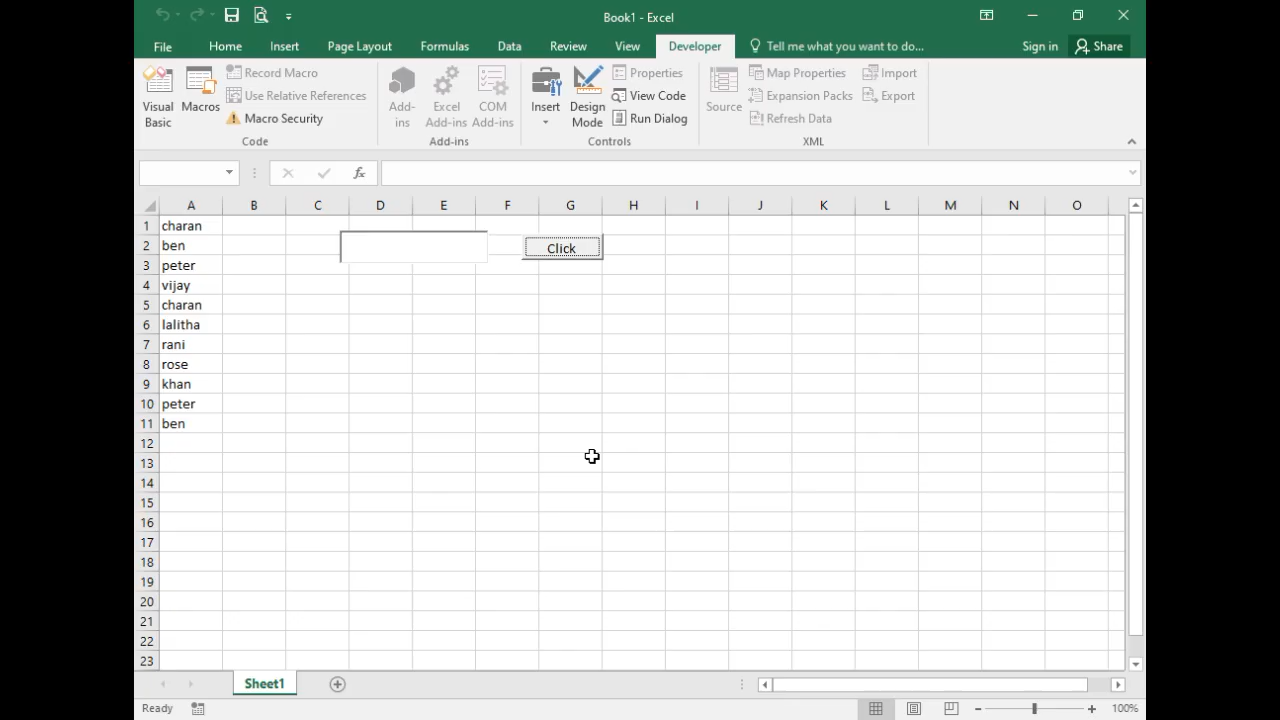 Book1 - Excel
File Home Insert Page Layout Formulas Data Review View Developer Tell me what you want to do... Sign in Share
Visual Basic
Macros
Record Macro
Use Relative References
Macro Security
Code
Add-ins
Excel Add-ins
COM Add-ins
Add-ins
Insert
Design Mode
Properties
View Code
Run Dialog
Controls
Source
Map Properties
Expansion Packs
Refresh Data
Import
Export
XML
fx
A B C D E F G H I J K L M N O
1 charan
2 ben
Click
3 peter
4 vijay
5 charan
6 lalitha
7 rani
8 rose
9 khan
10 peter
11 ben
12
13
14
15
16
17
18
19
20
21
22
23
Sheet1
Ready
100%